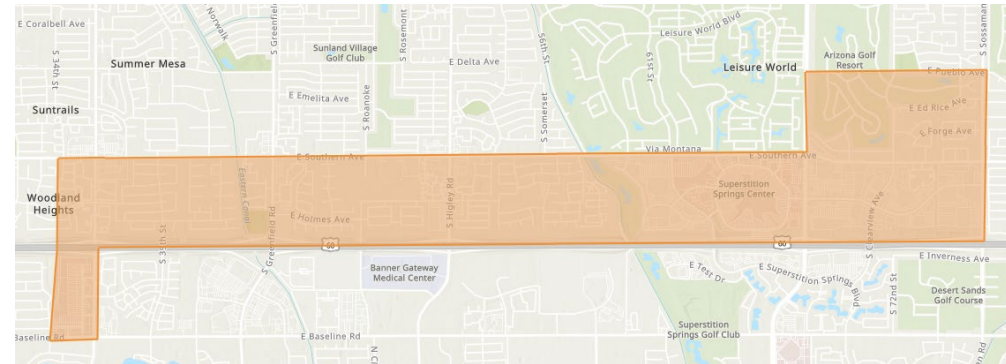 E Coralbell Ave
S 34th St
Summer Mesa
Norwalk
S Greenfield
Sunland Village
Golf Club
S Rosemont
E Delta Ave
56th St
S 159
Leisure World Blvd
Leisure World
Arizona Golf
Resort
S Sossaman
E Pueblo Ave
Suntrails
E Emelita Ave
S Roanoke
S Somerset
E Ed Rice Ave
E Forge Ave
E Southern Ave
Via Montana
E Southern Ave
Woodland
Heights
Eastern Canal
S Higley Rd
Superstition
Springs Center
E Holmes Ave
S Greenfield Rd
S 39th St
60
60
S Clearview Ave
E Inverness Ave
Banner Gateway
Medical Center
E Test Dr
E Superstition Springs Blvd
S 72nd St
Desert Sands
Golf Course
Baseline Rd
E Baseline Rd
N C
Superstition
Springs Golf Club
n Rd